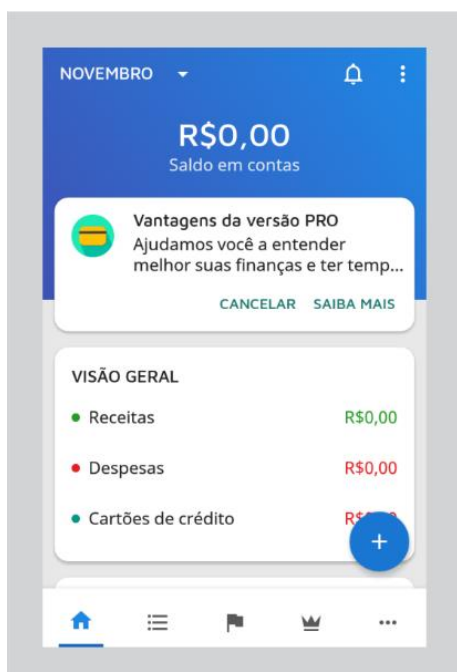 NOVEMBRO
R$0,00
Saldo em contas
Vantagens da versão PRO
Ajudamos você a entender
melhor suas finanças e ter temp...
CANCELAR SAIBA MAIS
VISÃO GERAL
Receitas R$0,00
Despesas R$0,00
Cartões de crédito
+